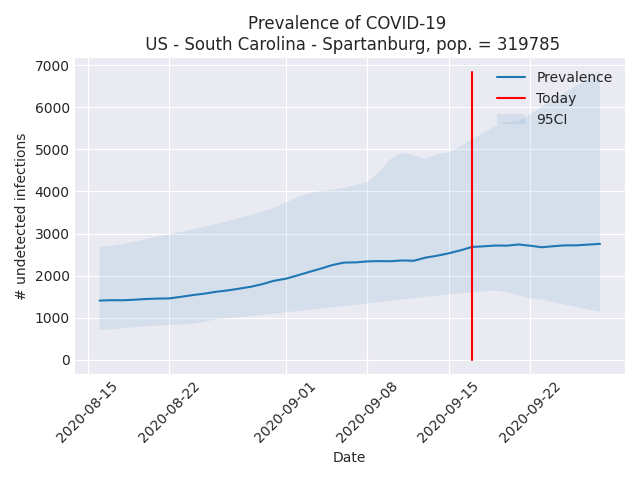 Prevalence of COVID-19
US - South Carolina - Spartanburg, pop. = 319785
7000
6000
5000
4000
3000
2000
1000
0
# undetected infections
Prevalence
Today
95CI
2020-08-15
2020-08-22
2020-09-01
2020-09-08
2020-09-15
2020-09-22
Date